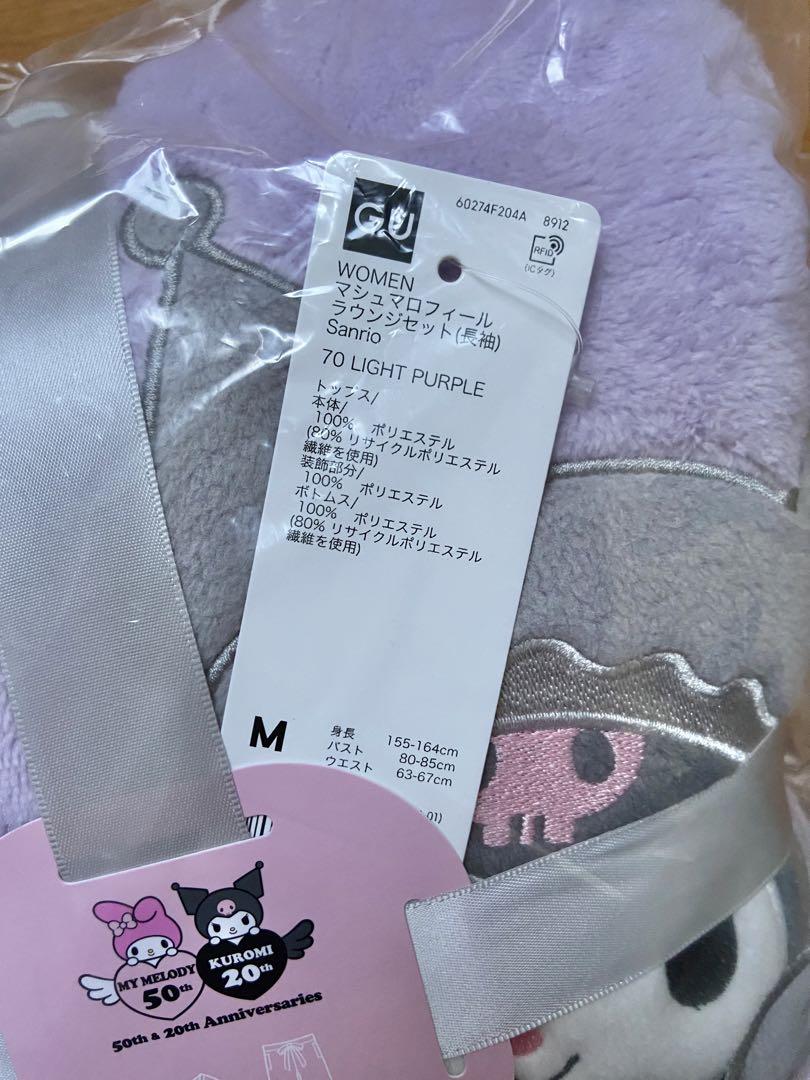 GU
60274F204A 8912
RFID
(ICタグ)
WOMEN
マシュマロフィール
ラウンジセット(長袖)
Sanrio
70 LIGHT PURPLE
トップス/
本体/
100% ポリエステル
(80% リサイクルポリエステル
繊維を使用)
装飾部分/
100% ポリエステル
ボトムス/
100% ポリエステル
(80% リサイクルポリエステル
繊維を使用)
M
身長 155-164cm
バスト 80-85cm
ウエスト 63-67cm
01)
MY MELODY
50th
KUROMI
20th
50th & 20th Anniversaries